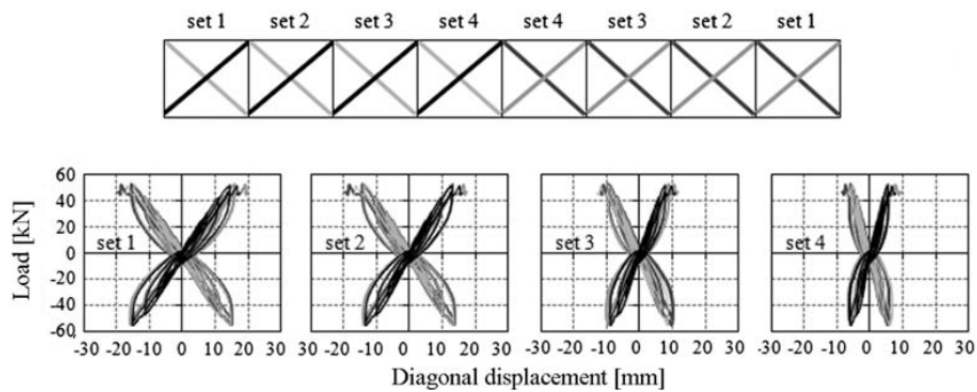 set 1 set 2 set 3 set 4 set 4 set 3 set 2 set 1
Load [kN]
60
40
20
0
-20
-40
-60
set 1
set 2
set 3
set 4
-30 -20 -10 0 10 20 30 -30 -20 -10 0 10 20 30 -30 -20 -10 0 10 20 30 -30 -20 -10 0 10 20 30
Diagonal displacement [mm]